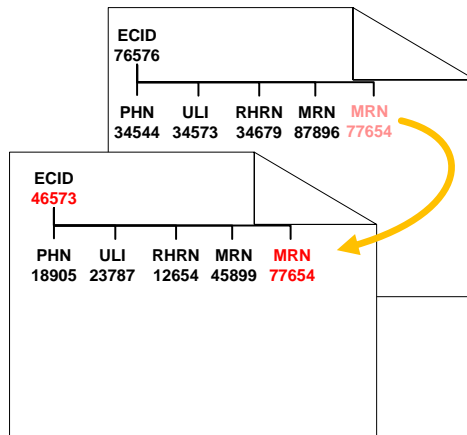 ECID
76576
PHN ULI RHRN MRN MRN
34544 34573 34679 87896 77654
ECID
46573
PHN ULI RHRN MRN MRN
18905 23787 12654 45899 77654